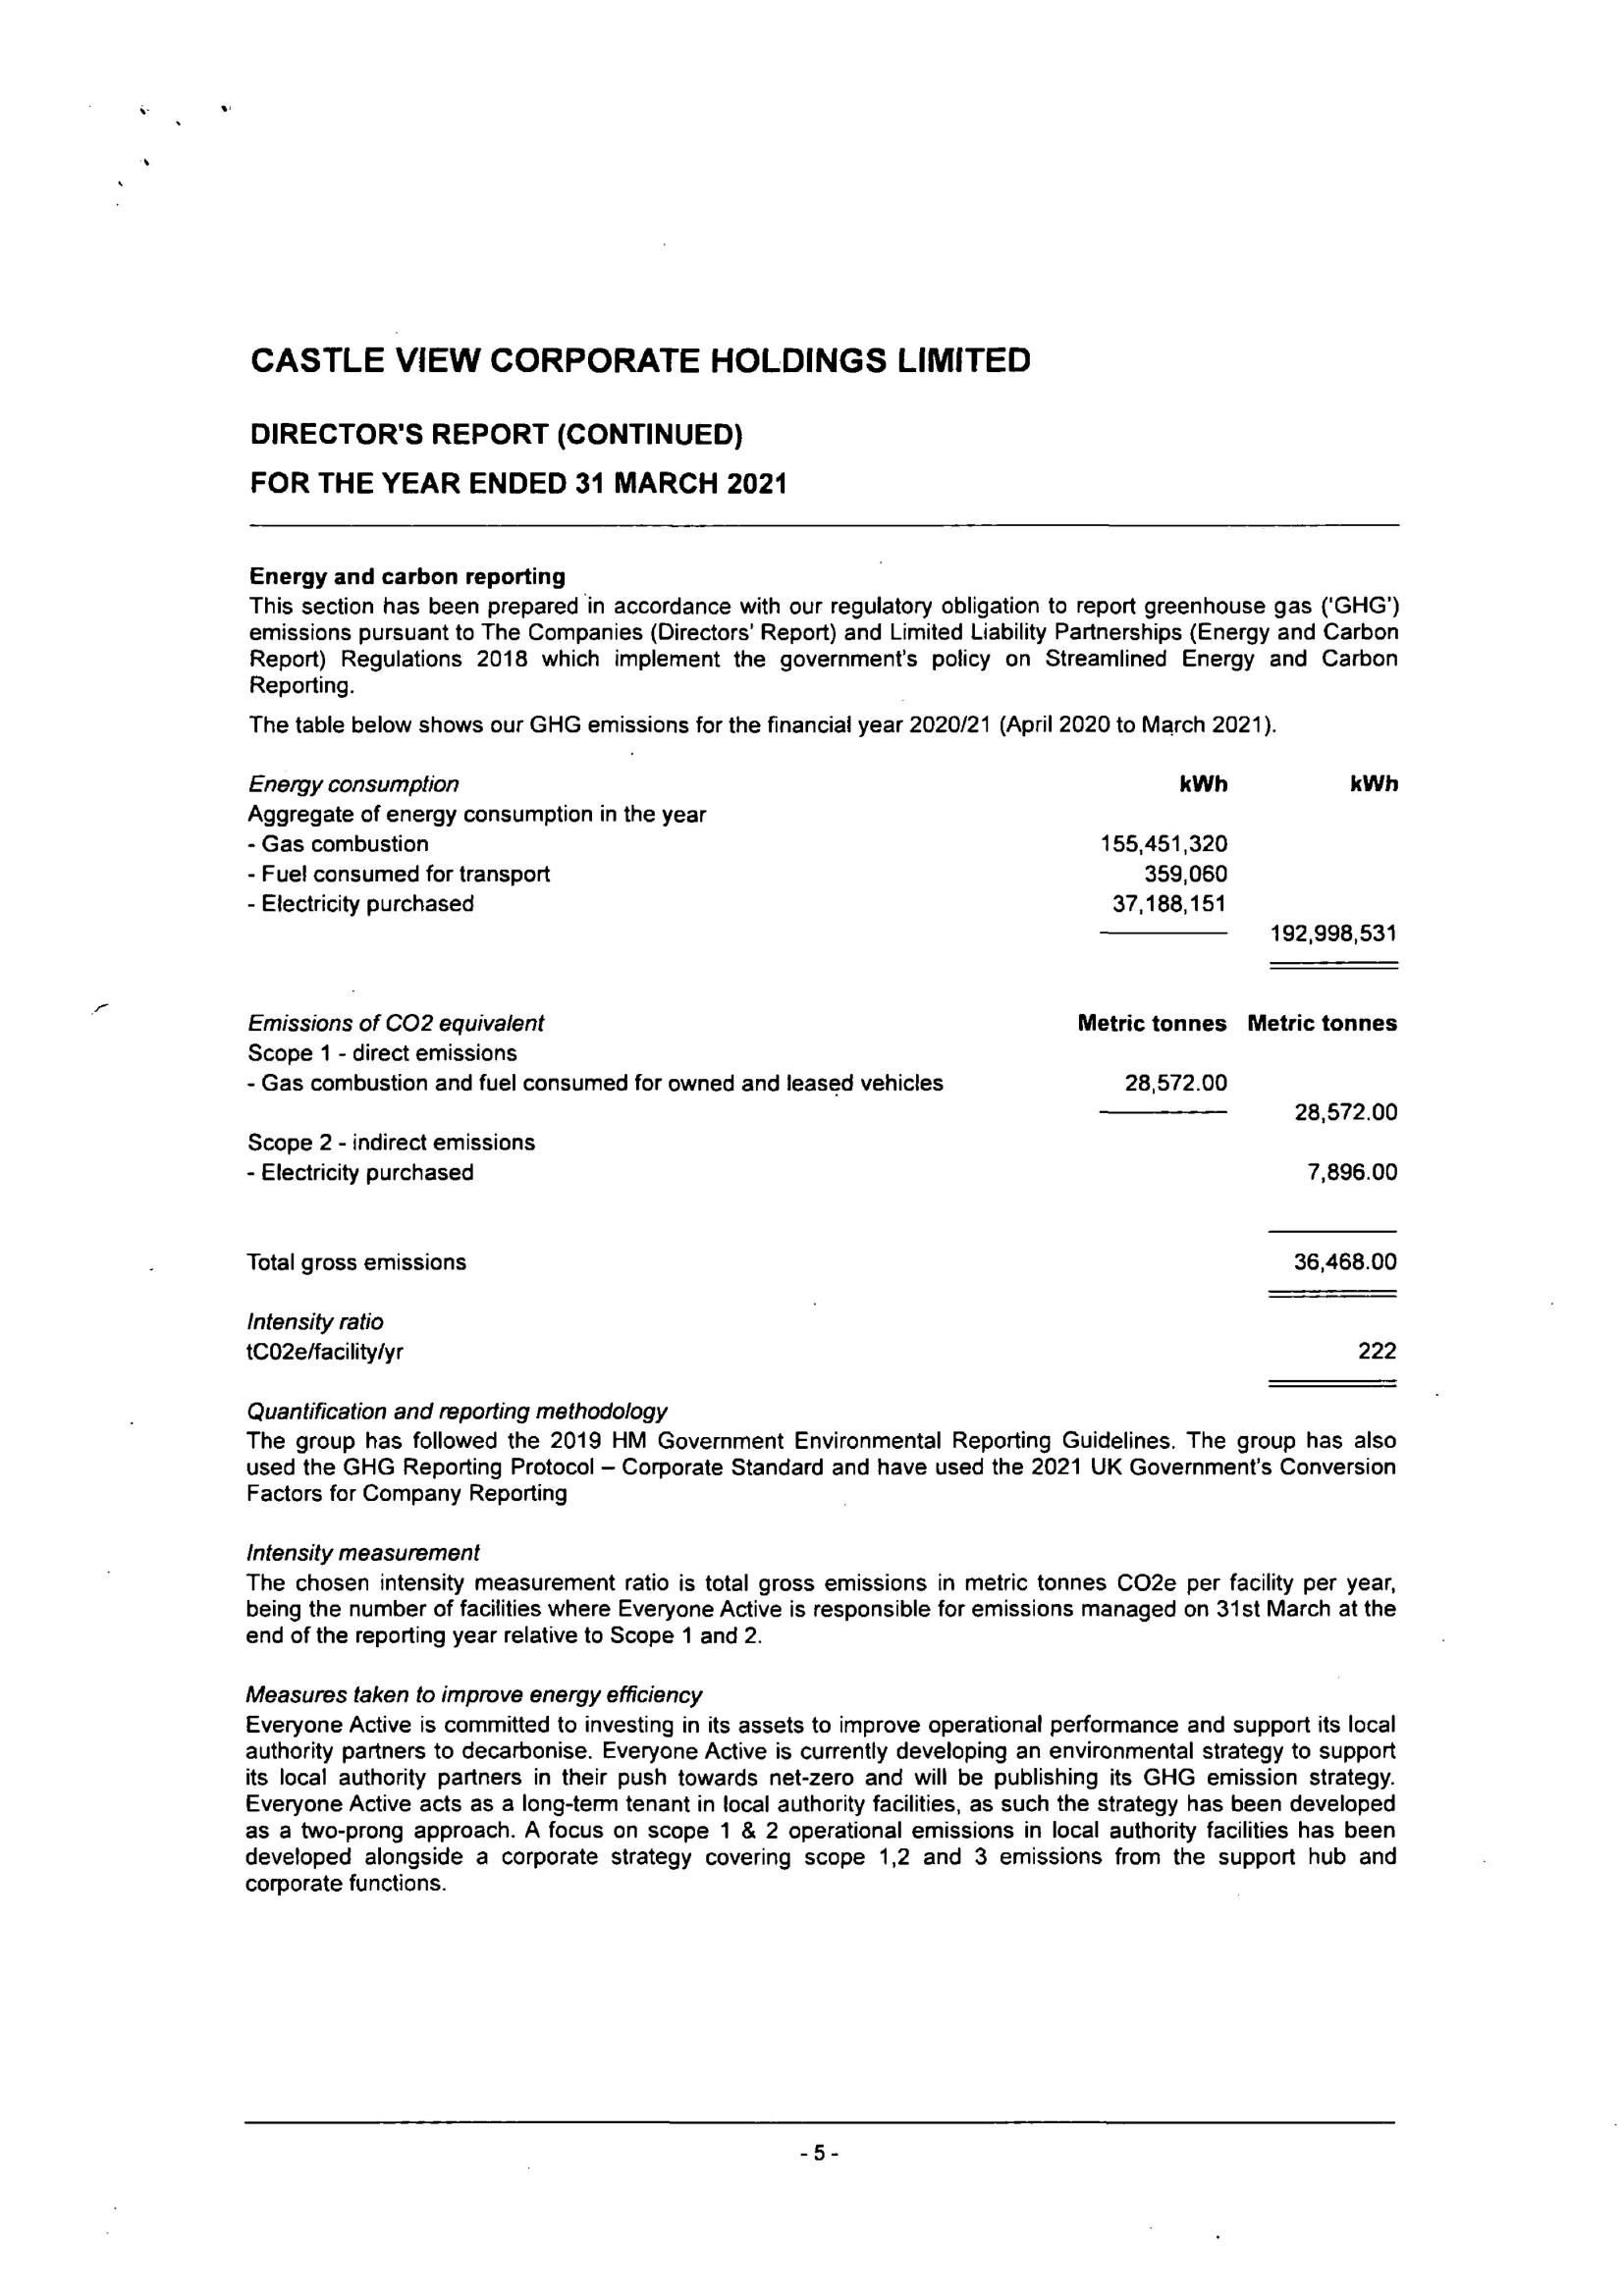 CASTLE VIEW CORPORATE HOLDINGS LIMITED
DIRECTOR'S REPORT (CONTINUED)
FOR THE YEAR ENDED 31 MARCH 2021
Energy and carbon reporting
This section has been prepared in accordance with our regulatory obligation to report greenhouse gas ('GHG')
emissions pursuant to The Companies (Directors' Report) and Limited Liability Partnerships (Energy and Carbon
Report) Regulations 2018 which implement the government's policy on Streamlined Energy and Carbon
Reporting.
The table below shows our GHG emissions for the financial year 2020/21 (April 2020 to March 2021).
Energy consumption kWh kWh
Aggregate of energy consumption in the year
- Gas combustion 155,451,320
- Fuel consumed for transport 359,060
- Electricity purchased 37,188,151
192,998,531
Emissions of CO2 equivalent Metric tonnes Metric tonnes
Scope 1 - direct emissions
- Gas combustion and fuel consumed for owned and leased vehicles 28,572.00
28,572.00
Scope 2 - indirect emissions
- Electricity purchased 7,896.00
Total gross emissions 36,468.00
Intensity ratio
tC02e/facility/yr 222
Quantification and reporting methodology
The group has followed the 2019 HM Government Environmental Reporting Guidelines. The group has also
used the GHG Reporting Protocol – Corporate Standard and have used the 2021 UK Government's Conversion
Factors for Company Reporting
Intensity measurement
The chosen intensity measurement ratio is total gross emissions in metric tonnes CO2e per facility per year,
being the number of facilities where Everyone Active is responsible for emissions managed on 31st March at the
end of the reporting year relative to Scope 1 and 2.
Measures taken to improve energy efficiency
Everyone Active is committed to investing in its assets to improve operational performance and support its local
authority partners to decarbonise. Everyone Active is currently developing an environmental strategy to support
its local authority partners in their push towards net-zero and will be publishing its GHG emission strategy.
Everyone Active acts as a long-term tenant in local authority facilities, as such the strategy has been developed
as a two-prong approach. A focus on scope 1 & 2 operational emissions in local authority facilities has been
developed alongside a corporate strategy covering scope 1,2 and 3 emissions from the support hub and
corporate functions.
- 5 -